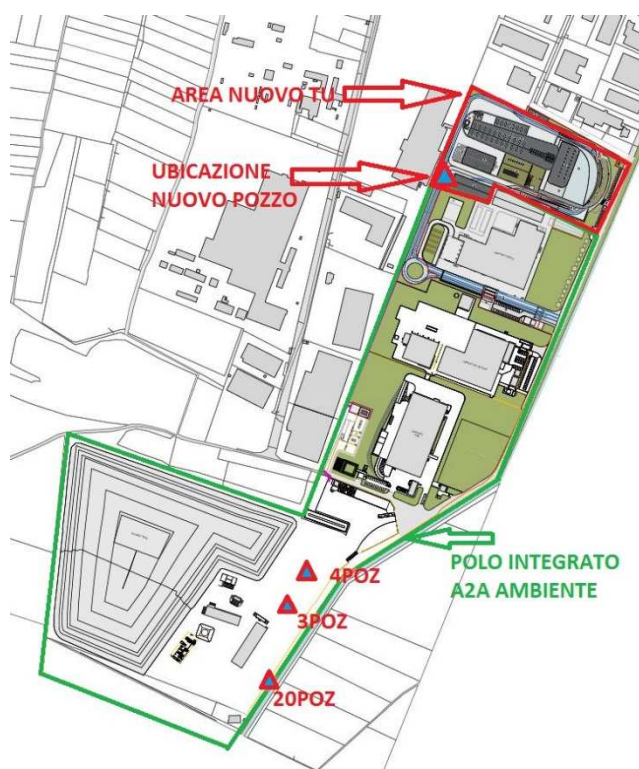 AREA NUOVO TU
UBICAZIONE
NUOVO POZZO
POLO INTEGRATO
A2A AMBIENTE
4POZ
3POZ
20POZ